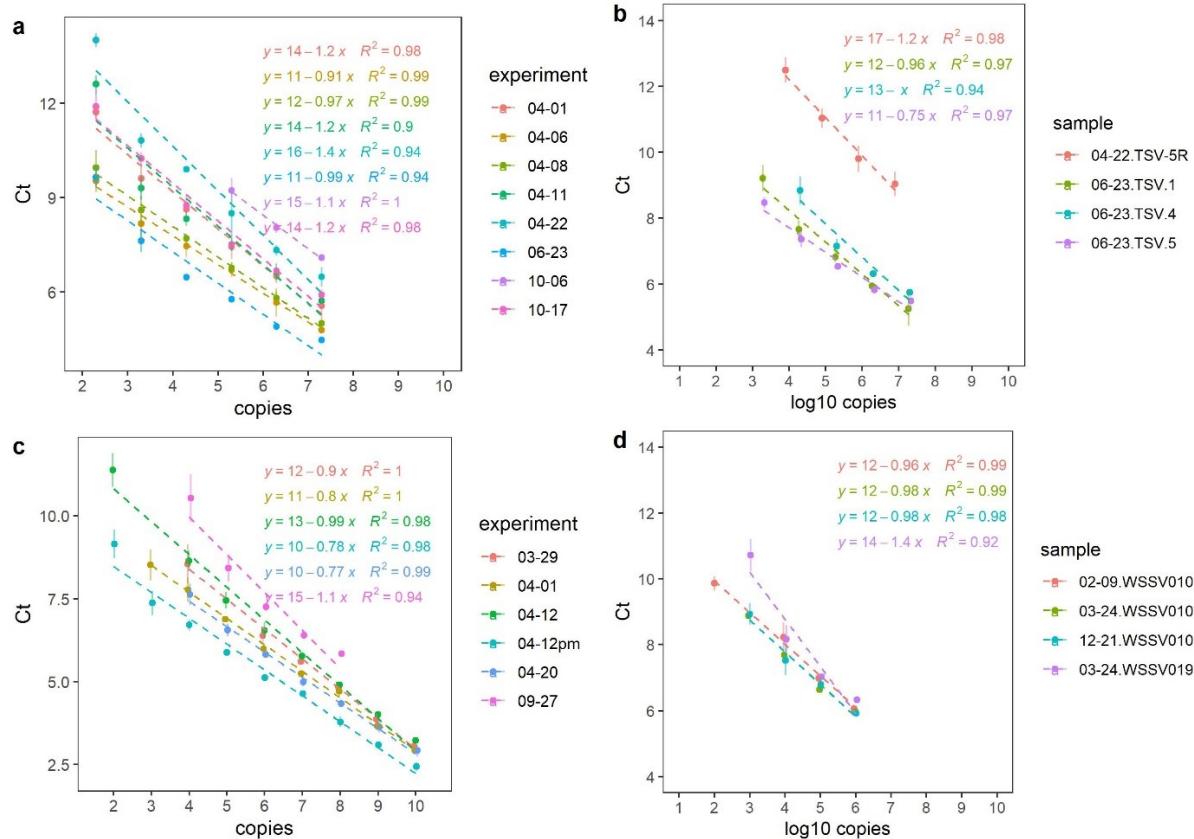 a
y = 14 − 1.2 x R² = 0.98
y = 11 − 0.91 x R² = 0.99
y = 12 − 0.97 x R² = 0.99
y = 14 − 1.2 x R² = 0.9
y = 16 − 1.4 x R² = 0.94
y = 11 − 0.99 x R² = 0.94
y = 15 − 1.1 x R² = 1
y = 14 − 1.2 x R² = 0.98
12
9
6
Ct
2 3 4 5 6 7 8 9 10
copies
experiment
04-01
04-06
04-08
04-11
04-22
06-23
10-06
10-17
b
y = 17 − 1.2 x R² = 0.98
y = 12 − 0.96 x R² = 0.97
y = 13 − x R² = 0.94
y = 11 − 0.75 x R² = 0.97
14
12
10
8
6
4
Ct
1 2 3 4 5 6 7 8 9 10
log10 copies
sample
04-22.TSV-5R
06-23.TSV.1
06-23.TSV.4
06-23.TSV.5
c
y = 12 − 0.9 x R² = 1
y = 11 − 0.8 x R² = 1
y = 13 − 0.99 x R² = 0.98
y = 10 − 0.78 x R² = 0.98
y = 10 − 0.77 x R² = 0.99
y = 15 − 1.1 x R² = 0.94
10.0
7.5
5.0
2.5
Ct
2 3 4 5 6 7 8 9 10
copies
experiment
03-29
04-01
04-12
04-12pm
04-20
09-27
d
y = 12 − 0.96 x R² = 0.99
y = 12 − 0.98 x R² = 0.99
y = 12 − 0.98 x R² = 0.98
y = 14 − 1.4 x R² = 0.92
14
12
10
8
6
4
Ct
1 2 3 4 5 6 7 8 9 10
log10 copies
sample
02-09.WSSV010
03-24.WSSV010
12-21.WSSV010
03-24.WSSV019